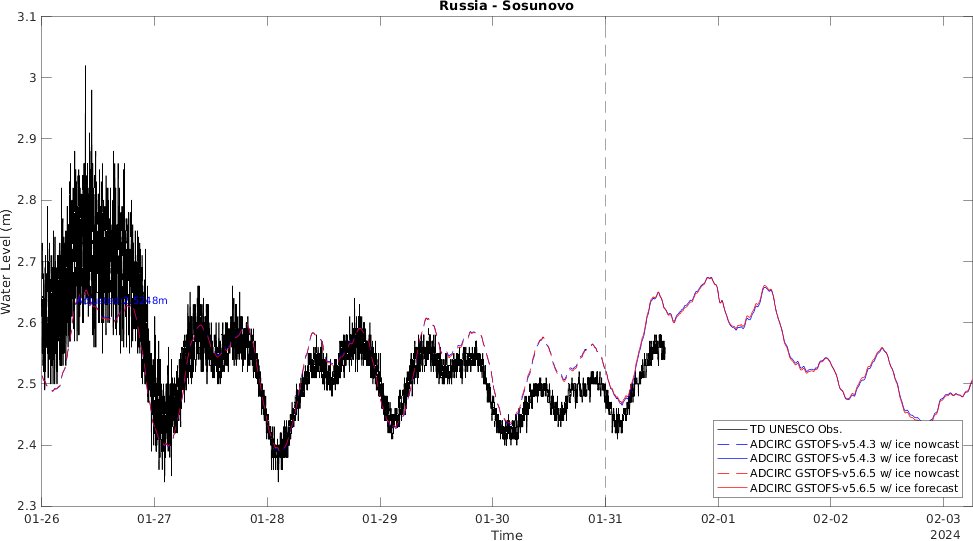 Russia - Sosunovo
Water Level (m)
3.1
3
2.9
2.8
2.7
2.6
2.5
2.4
2.3
TD UNESCO Obs.
ADCIRC GSTOFS-v5.4.3 w/ ice nowcast
ADCIRC GSTOFS-v5.4.3 w/ ice forecast
ADCIRC GSTOFS-v5.6.5 w/ ice nowcast
ADCIRC GSTOFS-v5.6.5 w/ ice forecast
01-26 01-27 01-28 01-29 01-30 01-31 02-01 02-02 02-03
Time
2024